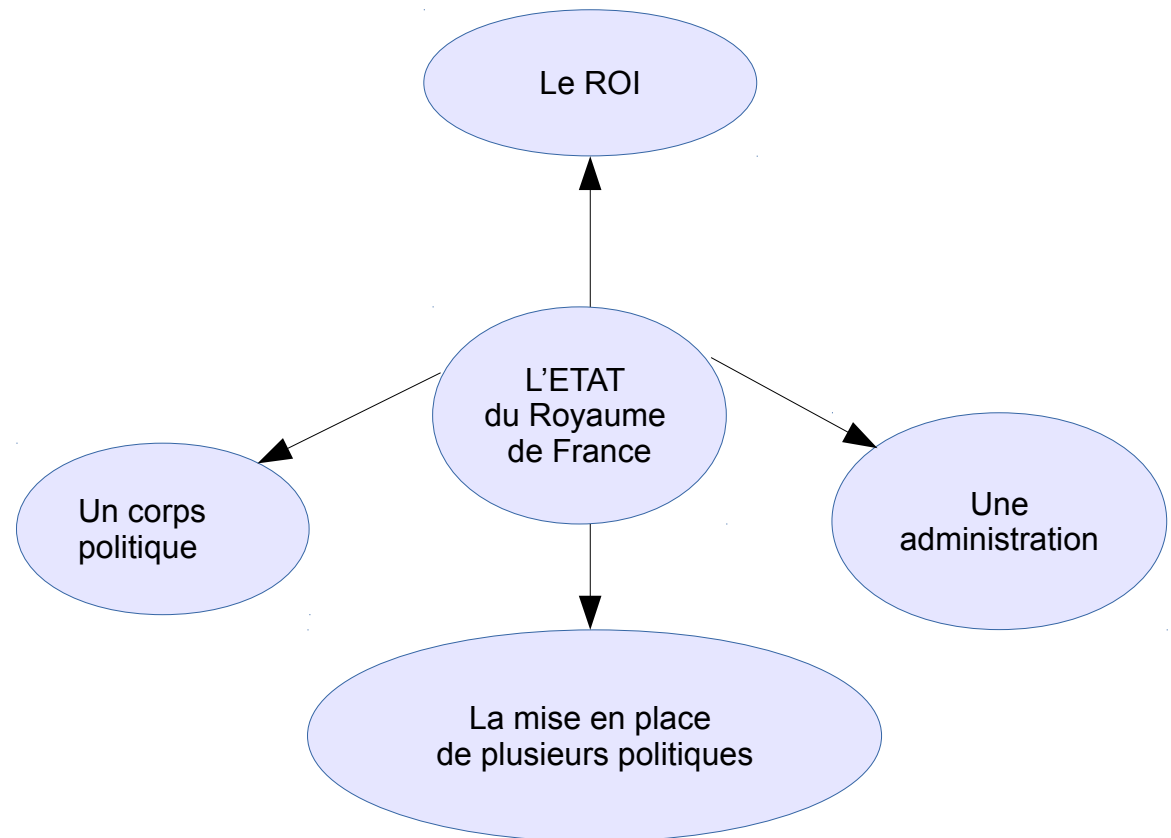 Le ROI
L'ETAT
du Royaume
de France
Un corps
politique
Une
administration
La mise en place
de plusieurs politiques